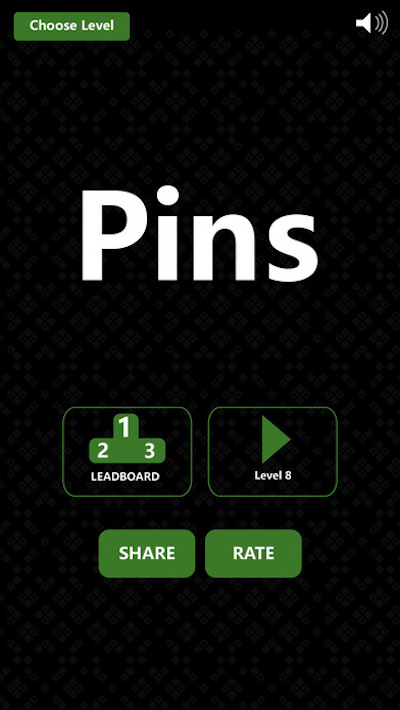 Choose Level
Pins
1
2 3
LEADBOARD
Level 8
SHARE
RATE